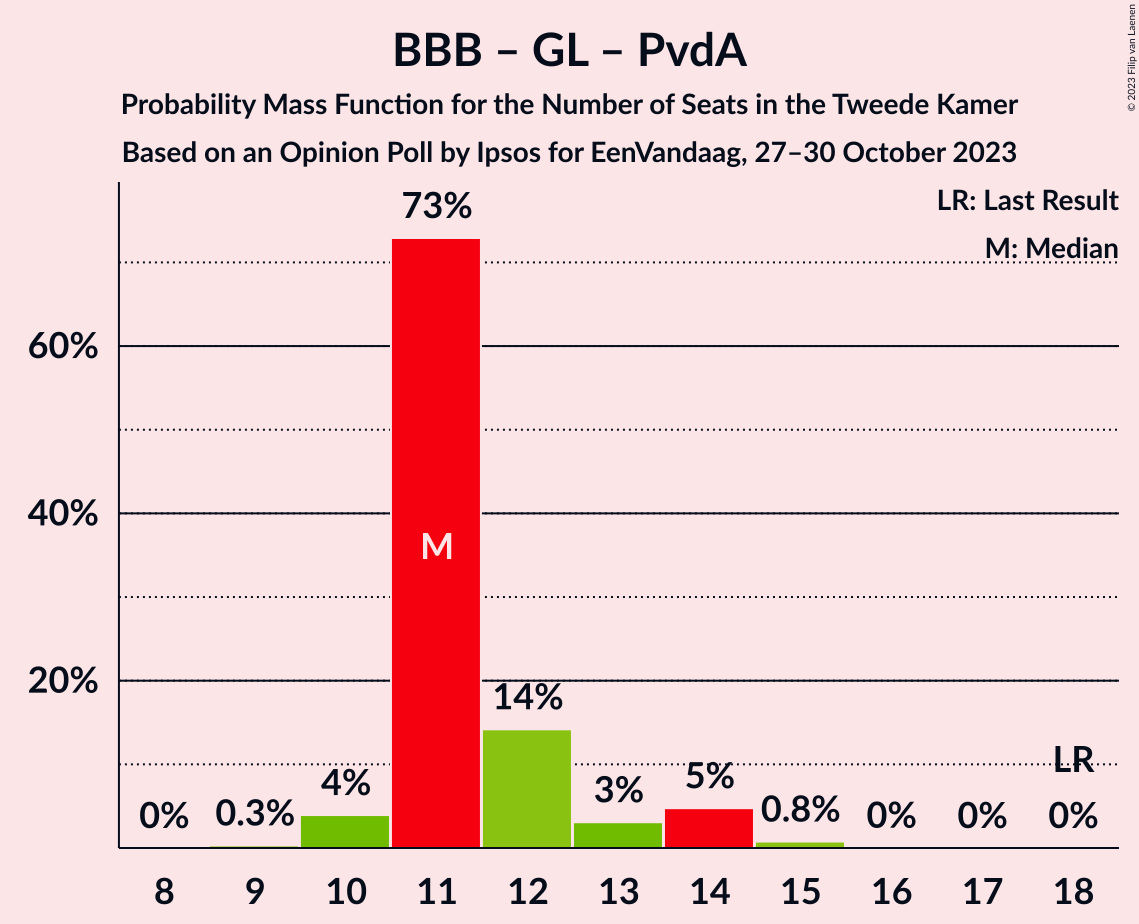 BBB – GL – PvdA
Probability Mass Function for the Number of Seats in the Tweede Kamer
Based on an Opinion Poll by Ipsos for EenVandaag, 27–30 October 2023
© 2023 Filip van Laenen
LR: Last Result
M: Median
60%
40%
20%
0%
0.3%
4%
73%
M
14%
3%
5%
0.8%
0%
0%
LR
0%
8 9 10 11 12 13 14 15 16 17 18